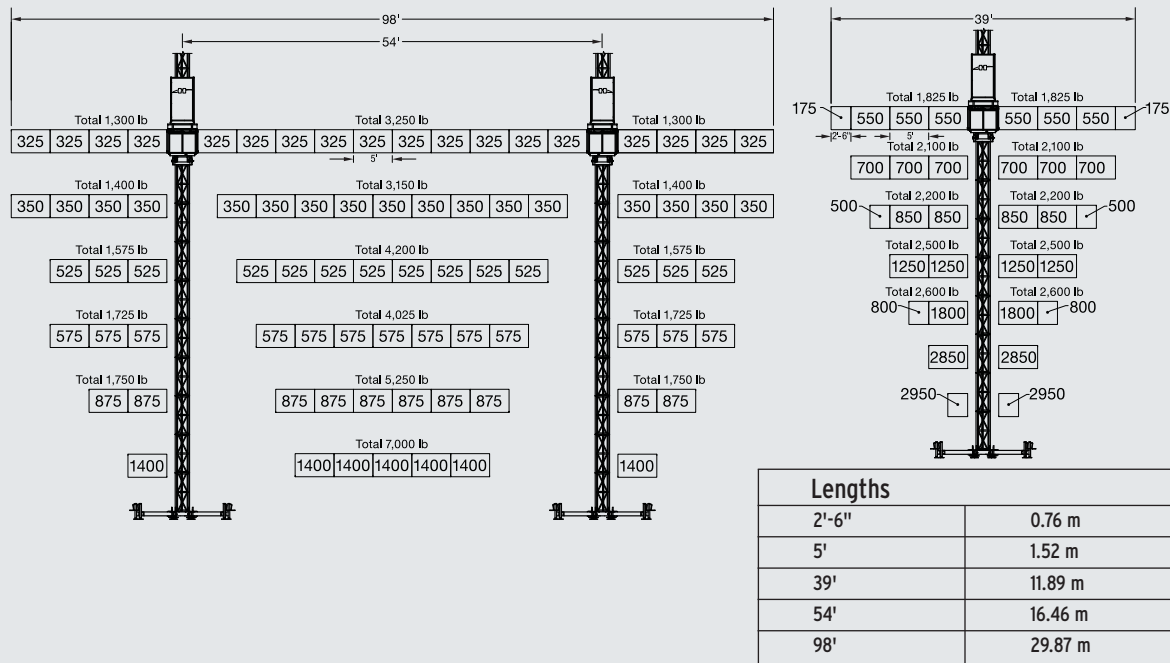 98'
54'
Total 1,300 lb Total 3,250 lb Total 1,300 lb
325 325 325 325 325 325 325 325 325 325 325 325 325 325 325 325 325 325
5'
Total 1,400 lb Total 3,150 lb Total 1,400 lb
350 350 350 350 350 350 350 350 350 350 350 350 350 350 350 350 350
Total 1,575 lb Total 4,200 lb Total 1,575 lb
525 525 525 525 525 525 525 525 525 525 525 525 525 525
Total 1,725 lb Total 4,025 lb Total 1,725 lb
575 575 575 575 575 575 575 575 575 575 575 575 575
Total 1,750 lb Total 5,250 lb Total 1,750 lb
875 875 875 875 875 875 875 875 875 875
Total 7,000 lb
1400 1400 1400 1400 1400 1400 1400
39'
Total 1,825 lb Total 1,825 lb
175 550 550 550 550 550 550 175
2'-6" 5'
Total 2,100 lb Total 2,100 lb
700 700 700 700 700 700
Total 2,200 lb Total 2,200 lb
500 850 850 850 850 500
Total 2,500 lb Total 2,500 lb
1250 1250 1250 1250
Total 2,600 lb Total 2,600 lb
800 1800 1800 800
2850 2850
2950 2950
Lengths
2'-6" 0.76 m
5' 1.52 m
39' 11.89 m
54' 16.46 m
98' 29.87 m